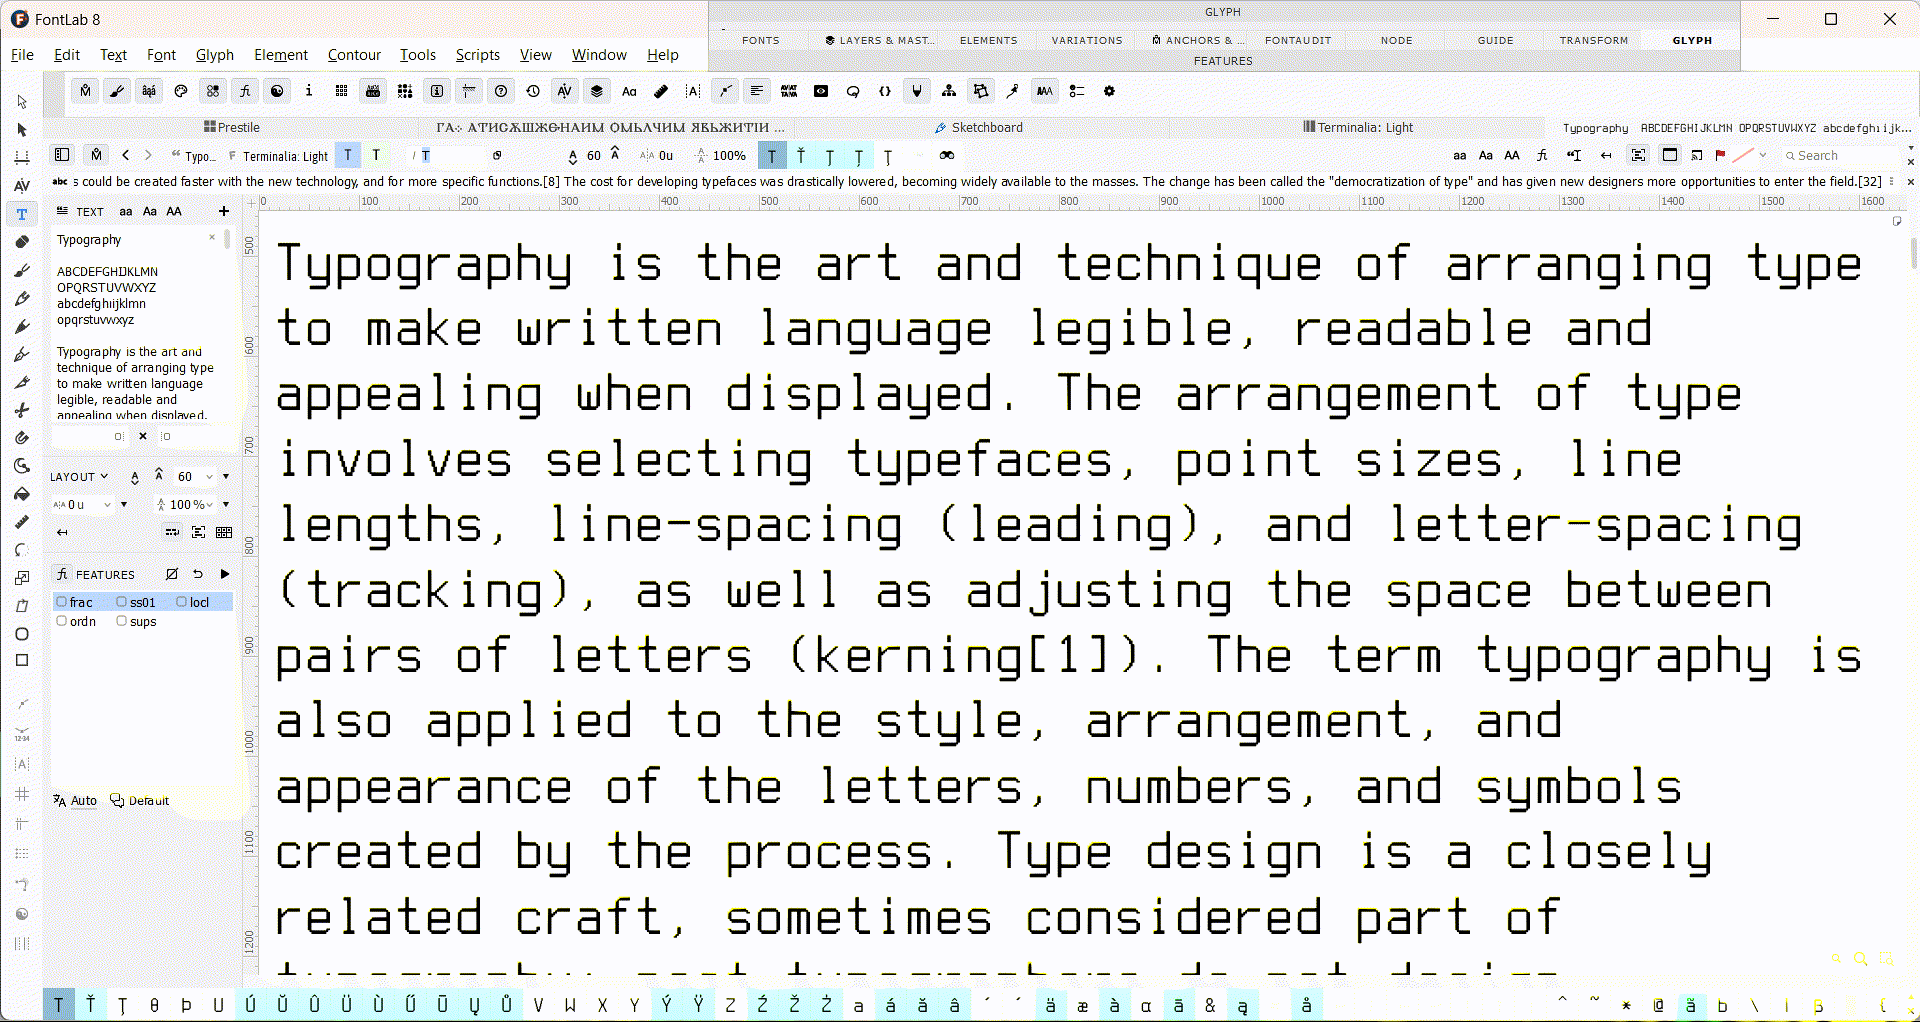 FontLab 8
GLYPH
FONTS LAYERS & MAST... ELEMENTS VARIATIONS ANCHORS & ... FONTAUDIT NODE GUIDE TRANSFORM GLYPH
FEATURES
File Edit Text Font Glyph Element Contour Tools Scripts View Window Help
Prestile
Sketchboard
Terminalia: Light
Typography ABCDEFGHIJKLMN OPQRSTUVWXYZ abcdefghijk...
Typo... F Terminalia: Light T T T 60 0u 100% T Ť Ţ Ț aa Aa AA fi Search
abc s could be created faster with the new technology, and for more specific functions.[8] The cost for developing typefaces was drastically lowered, becoming widely available to the masses. The change has been called the "democratization of type" and has given new designers more opportunities to enter the field.[32]
TEXT aa Aa AA +
Typography
ABCDEFGHIJKLMN
OPQRSTUVWXYZ
abcdefghijklmn
opqrstuvwxyz
Typography is the art and
technique of arranging type
to make written language
legible, readable and
appealing when displayed.
LAYOUT 60
0 u 100 %
fi FEATURES
frac ss01 locl
ordn sups
Auto Default
0 100 200 300 400 500 600 700 800 900 1000 1100 1200 1300 1400 1500 1600
500 600 700 800 900 1000 1100 1200
Typography is the art and technique of arranging type
to make written language legible, readable and
appealing when displayed. The arrangement of type
involves selecting typefaces, point sizes, line
lengths, line-spacing (leading), and letter-spacing
(tracking), as well as adjusting the space between
pairs of letters (kerning[1]). The term typography is
also applied to the style, arrangement, and
appearance of the letters, numbers, and symbols
created by the process. Type design is a closely
related craft, sometimes considered part of
typography; most typographers do not design
T Ť Ţ θ Þ U Ú Ŭ Û Ü Ù Ű Ū Ų Ů V W X Y Ý Ÿ Z Ź Ž Ż a á ă â ´ ä æ à α ā & ą å ^ ~ * @ ã b \ | β {